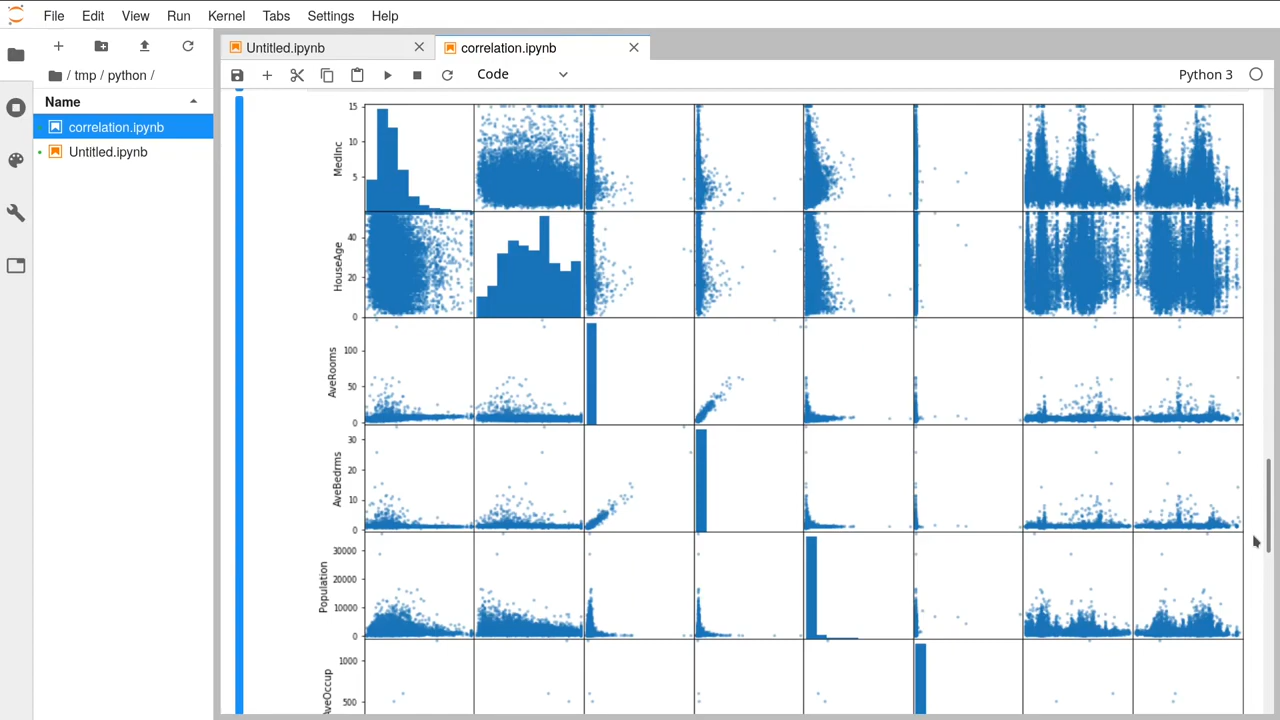 File Edit View Run Kernel Tabs Settings Help
Untitled.ipynb
correlation.ipynb
Code
Python 3
/ tmp / python /
Name
correlation.ipynb
Untitled.ipynb
MedInc
15
10
5
HouseAge
40
20
0
AveRooms
100
50
0
AveBedrms
30
20
10
0
Population
30000
20000
10000
0
AveOccup
1000
500